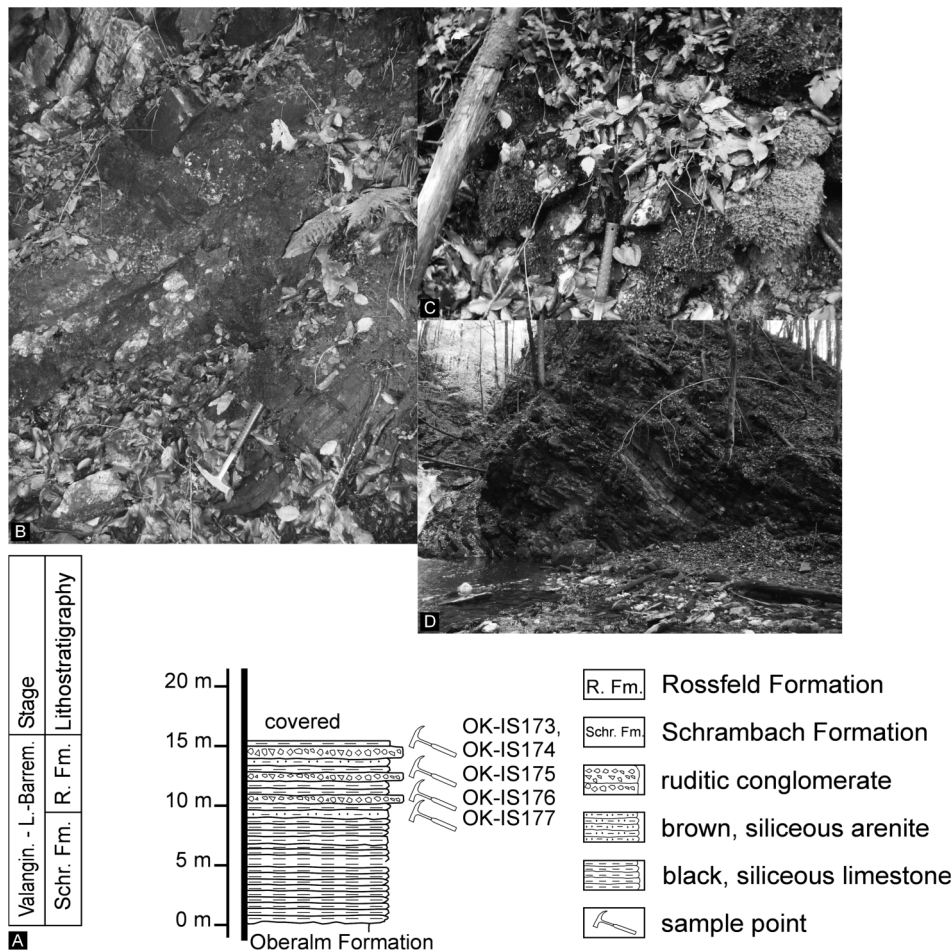 B
C
D
Stage
Lithostratigraphy
Valangin. - L.-Barrem.
Schr. Fm.
R. Fm.
A
20 m
15 m
10 m
5 m
0 m
covered
OK-IS173,
OK-IS174
OK-IS175
OK-IS176
OK-IS177
Oberalm Formation
R. Fm. Rossfeld Formation
Schr. Fm. Schrambach Formation
ruditic conglomerate
brown, siliceous arenite
black, siliceous limestone
sample point